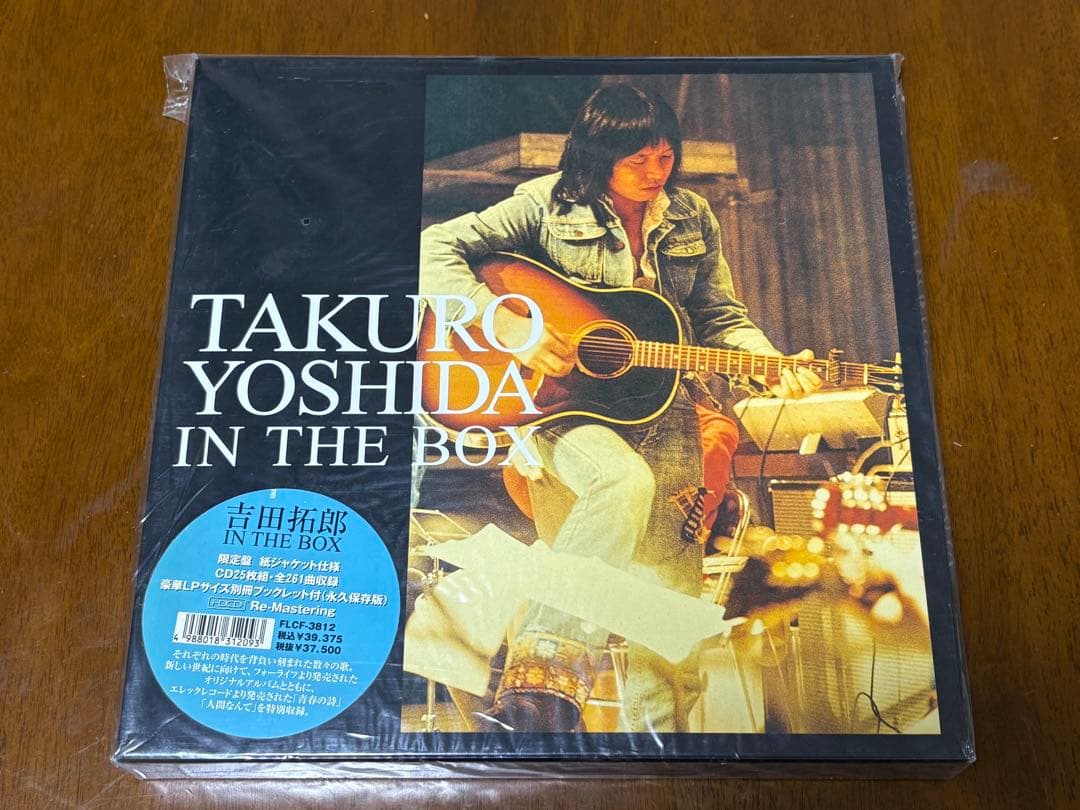 TAKURO
YOSHIDA
IN THE BOX
吉田拓郎
IN THE BOX
限定盤 紙ジャケット仕様
CD25枚組・全261曲収録
豪華LPサイズ別冊ブックレット付(永久保存版)
HDCD Re-Mastering
FLCF-3812
税込¥39.375
税抜¥37.500
4 988018 312093
それぞれの時代を背負い刻まれた数々の歌。
新しい世紀に向けて、フォーライフより発売された
オリジナルアルバムとともに、
エレックレコードより発売された「青春の詩」
「人間なんて」を特別収録。